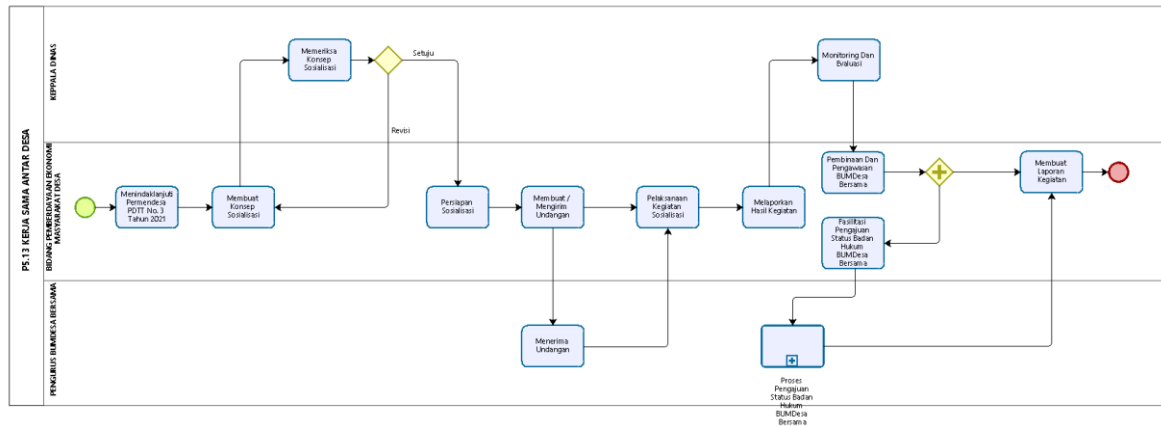 P5.13 KERJA SAMA ANTAR DESA
KEPPALA DINAS
Memeriksa
Konsep
Sosialisasi
Setuju
Revisi
Monitoring Dan
Evaluasi
BIDANG PEMBERDAYAAN EKONOMI
MASYARAKAT DESA
Menindaklanjuti
Permendesa
PDTT No. 3
Tahun 2021
Membuat
Konsep
Sosialisasi
Persiapan
Sosialisasi
Membuat /
Mengirim
Undangan
Pelaksanaan
Kegiatan
Sosialisasi
Melaporkan
Hasil Kegiatan
Pembinaan Dan
Pengawasan
BUMDesa
Bersama
Membuat
Laporan
Kegiatan
Fasilitasi
Pengajuan
Status Badan
Hukum
BUMDesa
Bersama
PENGURUS BUMDESA BERSAMA
Menerima
Undangan
Proses
Pengajuan
Status Badan
Hukum
BUMDesa
Bersama